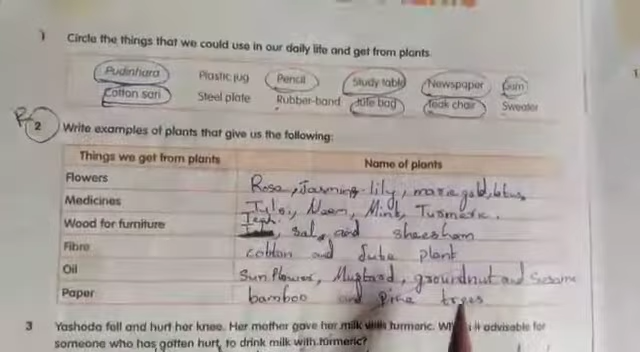 1 Circle the things that we could use in our daily life and get from plants
Pudinhara Plastic jug Pencil Study table Newspaper Gum
Cotton sari Steel plate Rubber-band Jute bag Teak chair Sweater
2 Write examples of plants that give us the following:
Things we get from plants Name of plants
Flowers Rose, Jasmine lily, marie gold, lotus
Medicines Tulsi, Neem, Mint, Turmeric.
Wood for furniture Teak, sal, and sheesham
Fibre cotton and Jute plant
Oil Sunflower, Mustard, groundnut and Sesame
Paper bamboo and pine trees
3 Yashoda fell and hurt her knee. Her mother gave her milk with turmeric. is it advisable for
someone who has gotten hurt, to drink milk with turmeric?